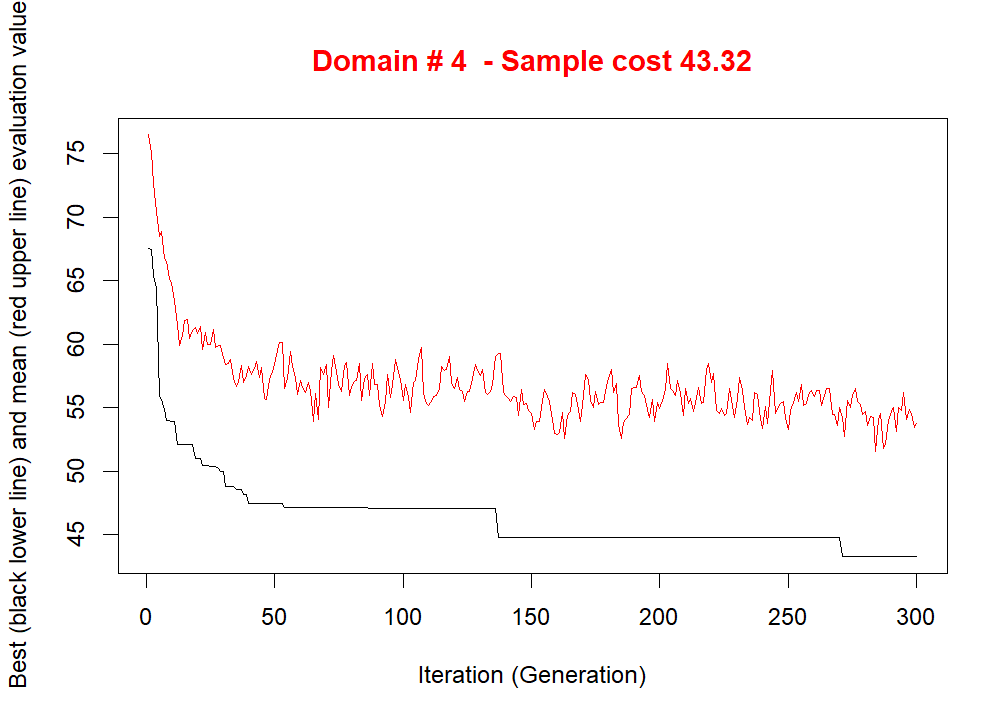 Domain # 4  - Sample cost 43.32
Best (black lower line) and mean (red upper line) evaluation value
75
70
65
60
55
50
45
0 50 100 150 200 250 300
Iteration (Generation)